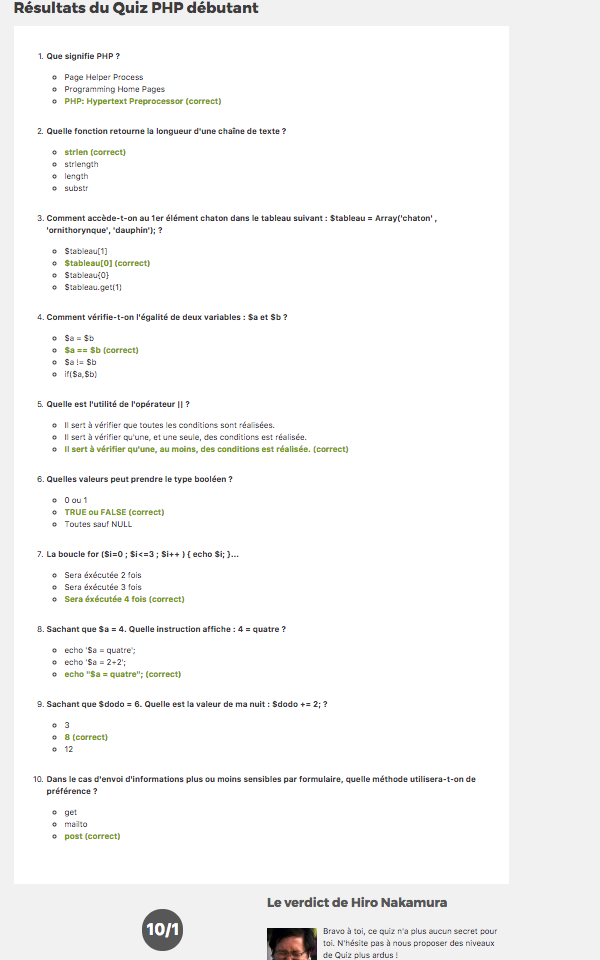 Résultats du Quiz PHP débutant
1. Que signifie PHP ?
Page Helper Process
Programming Home Pages
PHP: Hypertext Preprocessor (correct)
2. Quelle fonction retourne la longueur d'une chaîne de texte ?
strlen (correct)
strlength
length
substr
3. Comment accède-t-on au 1er élément chaton dans le tableau suivant : $tableau = Array('chaton' ,
'ornithorynque', 'dauphin'); ?
$tableau[1]
$tableau[0] (correct)
$tableau{0}
$tableau.get(1)
4. Comment vérifie-t-on l'égalité de deux variables : $a et $b ?
$a = $b
$a == $b (correct)
$a != $b
if($a,$b)
5. Quelle est l'utilité de l'opérateur || ?
Il sert à vérifier que toutes les conditions sont réalisées.
Il sert à vérifier qu'une, et une seule, des conditions est réalisée.
Il sert à vérifier qu'une, au moins, des conditions est réalisée. (correct)
6. Quelles valeurs peut prendre le type booléen ?
0 ou 1
TRUE ou FALSE (correct)
Toutes sauf NULL
7. La boucle for ($i=0 ; $i<=3 ; $i++ ) { echo $i; }...
Sera éxécutée 2 fois
Sera éxécutée 3 fois
Sera éxécutée 4 fois (correct)
8. Sachant que $a = 4. Quelle instruction affiche : 4 = quatre ?
echo '$a = quatre';
echo '$a = 2+2';
echo "$a = quatre"; (correct)
9. Sachant que $dodo = 6. Quelle est la valeur de ma nuit : $dodo += 2; ?
3
8 (correct)
12
10. Dans le cas d'envoi d'informations plus ou moins sensibles par formulaire, quelle méthode utilisera-t-on de
préférence ?
get
mailto
post (correct)
10/1
Le verdict de Hiro Nakamura
Bravo à toi, ce quiz n'a plus aucun secret pour
toi. N'hésite pas à nous proposer des niveaux
de Quiz plus ardus !